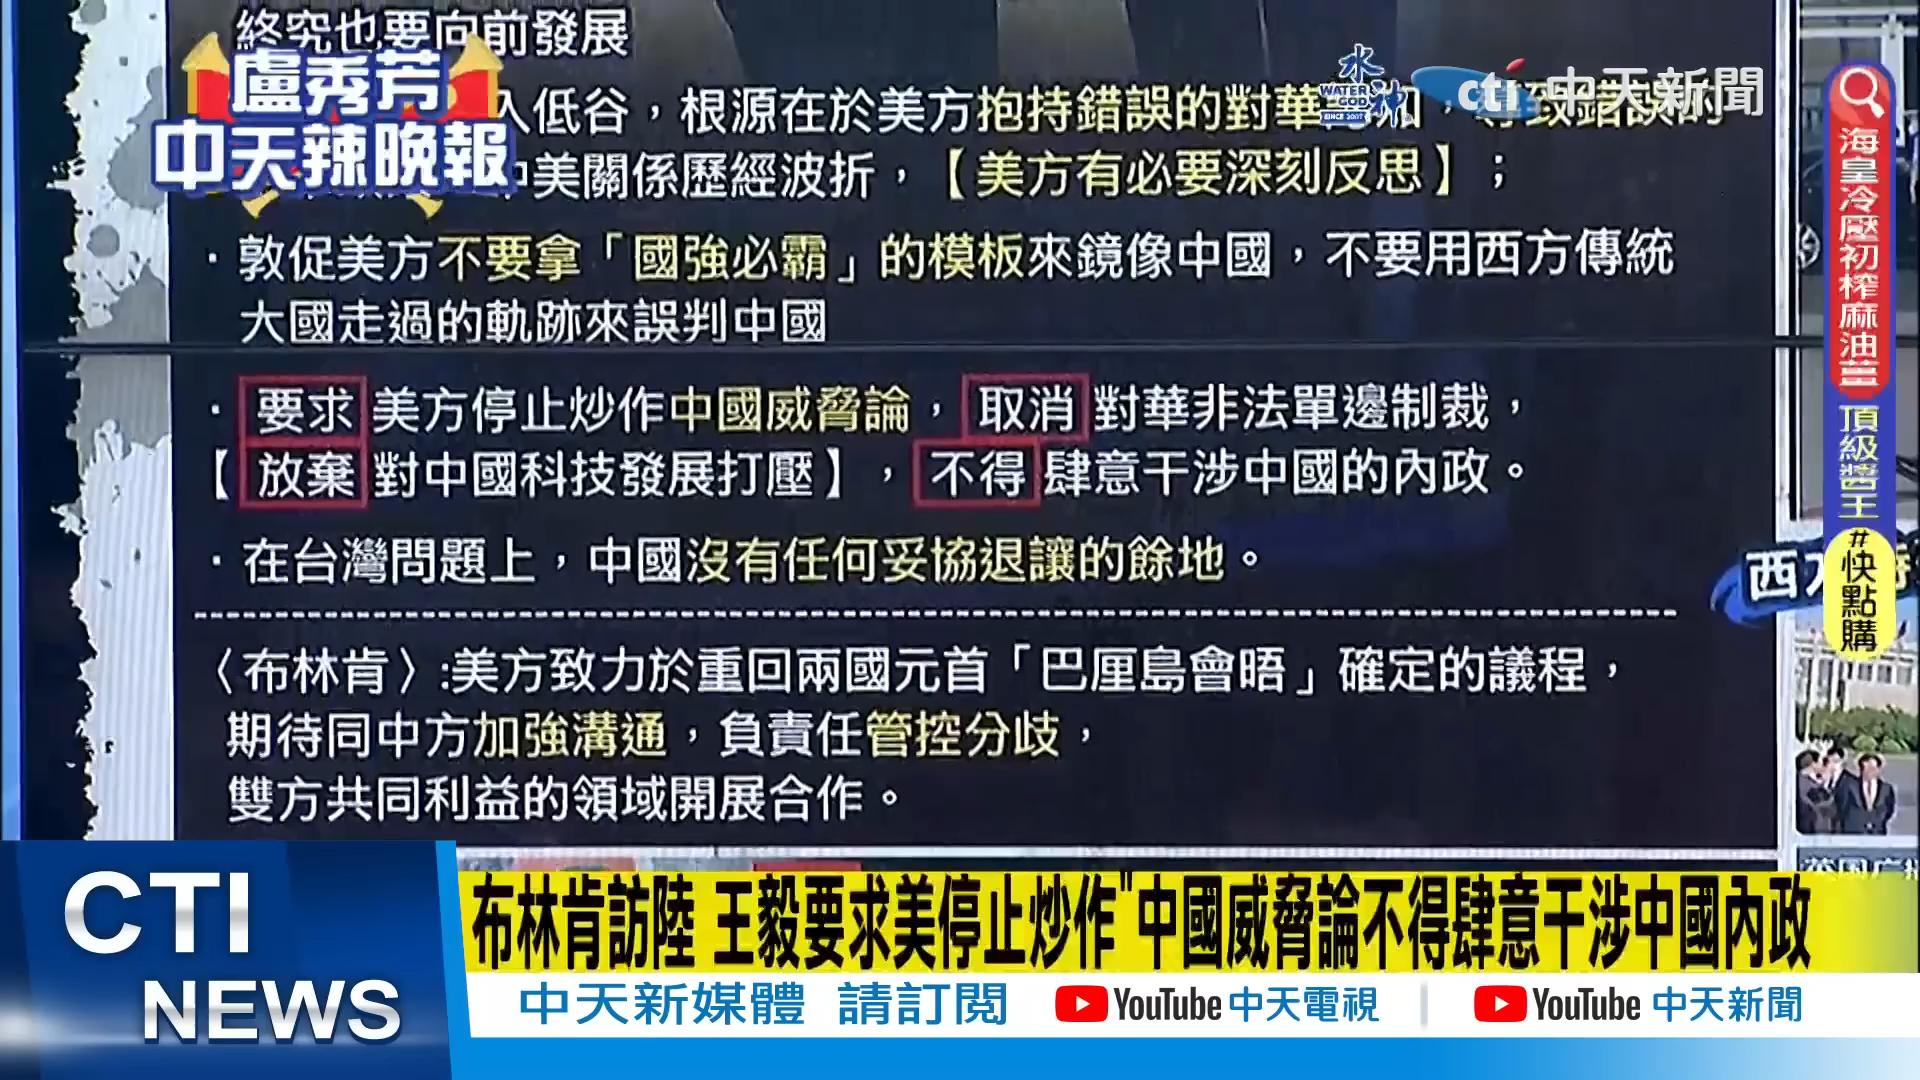 終究也要向前發展
盧秀芳
中天辣晚報
入低谷，根源在於美方抱持錯誤的對華
錯誤的
中美關係歷經波折，【美方有必要深刻反思】；
．敦促美方不要拿「國強必霸」的模板來鏡像中國，不要用西方傳統
大國走過的軌跡來誤判中國
．要求美方停止炒作中國威脅論，取消對華非法單邊制裁，
【放棄對中國科技發展打壓】，不得肆意干涉中國的內政。
．在台灣問題上，中國沒有任何妥協退讓的餘地。
〈布林肯〉:美方致力於重回兩國元首「巴厘島會晤」確定的議程，
期待同中方加強溝通，負責任管控分歧，
雙方共同利益的領域開展合作。
水神
WATER GOD
SINCE 2007
cti 中天新聞
海皇冷壓初榨麻油薑
頂級醬王
#快點購
西方
CTI
NEWS
布林肯訪陸 王毅要求美停止炒作"中國威脅論不得肆意干涉中國內政
中天新媒體 請訂閱 YouTube 中天電視 | YouTube 中天新聞